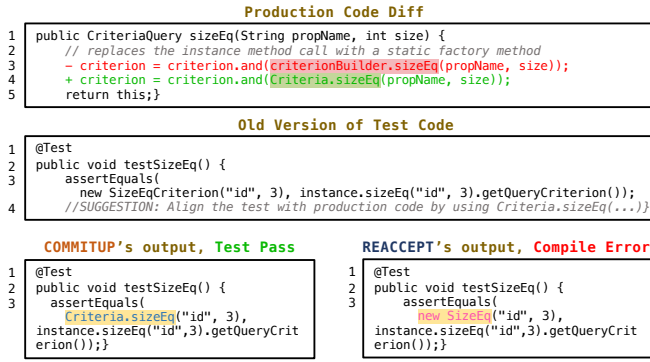 Production Code Diff
1 public CriteriaQuery sizeEq(String propName, int size) {
2 // replaces the instance method call with a static factory method
3 − criterion = criterion.and(criterionBuilder.sizeEq(propName, size));
4 + criterion = criterion.and(Criteria.sizeEq(propName, size));
5 return this;}
Old Version of Test Code
1 @Test
2 public void testSizeEq() {
3 assertEquals(
new SizeEqCriterion("id", 3), instance.sizeEq("id", 3).getQueryCriterion());
4 //SUGGESTION: Align the test with production code by using Criteria.sizeEq(...)}
COMMITUP's output, Test Pass
1 @Test
2 public void testSizeEq() {
3 assertEquals(
Criteria.sizeEq("id", 3),
instance.sizeEq("id",3).getQueryCrit
erion());}
REACCEPT's output, Compile Error
1 @Test
2 public void testSizeEq() {
3 assertEquals(
new SizeEq("id", 3),
instance.sizeEq("id",3).getQueryCrit
erion());}